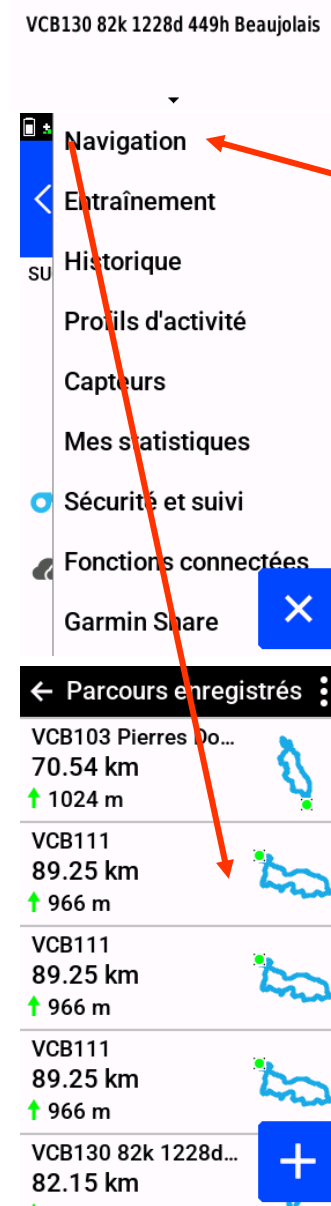 VCB130 82k 1228d 449h Beaujolais
Navigation
Entraînement
SU
Historique
Profils d'activité
Capteurs
Mes statistiques
Sécurité et suivi
Fonctions connectées
Garmin Share
Parcours enregistrés
VCB103 Pierres Do...
70.54 km
1024 m
VCB111
89.25 km
966 m
VCB111
89.25 km
966 m
VCB111
89.25 km
966 m
VCB130 82k 1228d...
82.15 km